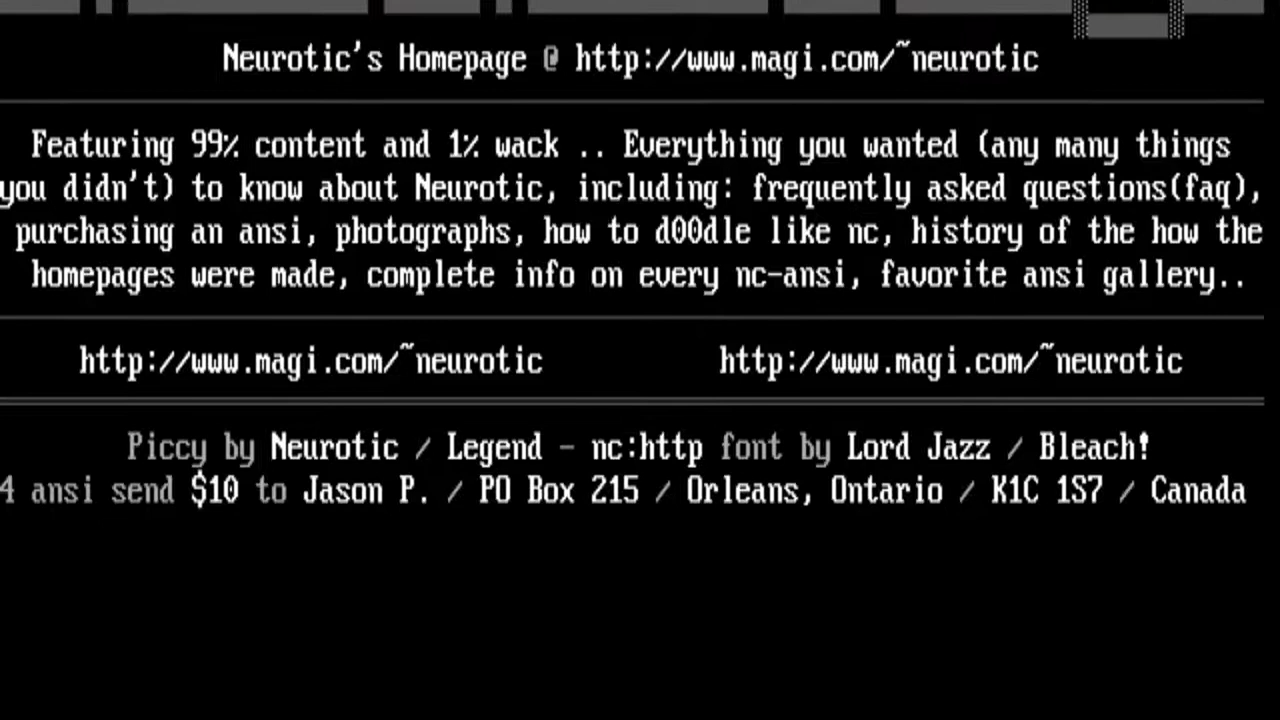 Neurotic's Homepage @ http://www.magi.com/~neurotic
Featuring 99% content and 1% wack .. Everything you wanted (any many things
you didn't) to know about Neurotic, including: frequently asked questions(faq),
purchasing an ansi, photographs, how to d00dle like nc, history of the how the
homepages were made, complete info on every nc-ansi, favorite ansi gallery..
http://www.magi.com/~neurotic http://www.magi.com/~neurotic
Piccy by Neurotic / Legend - nc:http font by Lord Jazz / Bleach!
4 ansi send $10 to Jason P. / PO Box 215 / Orleans, Ontario / K1C 1S7 / Canada